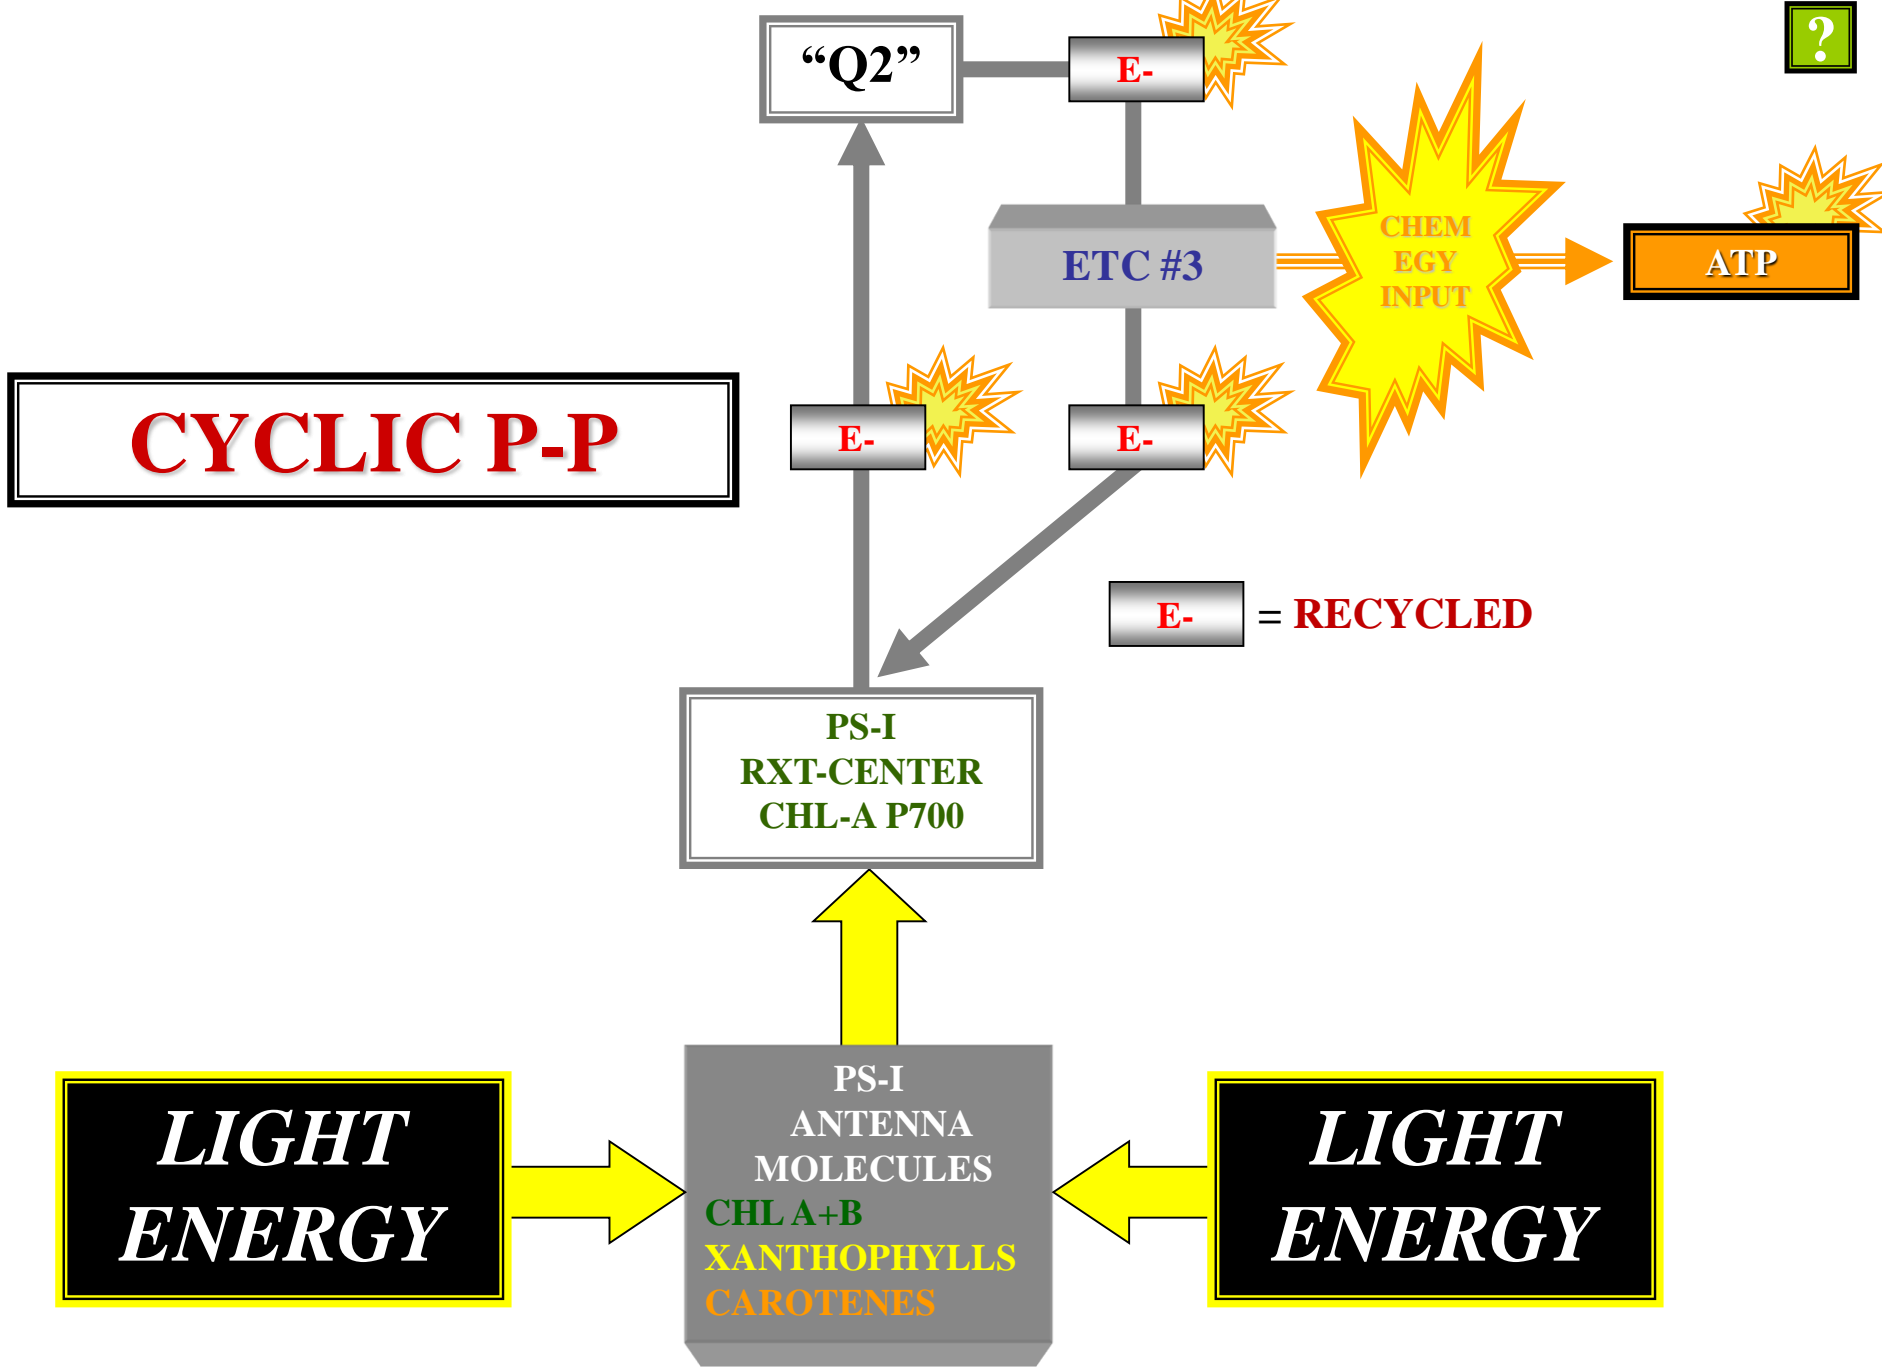 “Q2”
E-
?
CHEM
EGY
INPUT
ETC #3
ATP
CYCLIC P-P
E-
E-
E-
= RECYCLED
PS-I
RXT-CENTER
CHL-A P700
LIGHT
ENERGY
PS-I
ANTENNA
MOLECULES
CHL A+B
XANTHOPHYLLS
CAROTENES
LIGHT
ENERGY